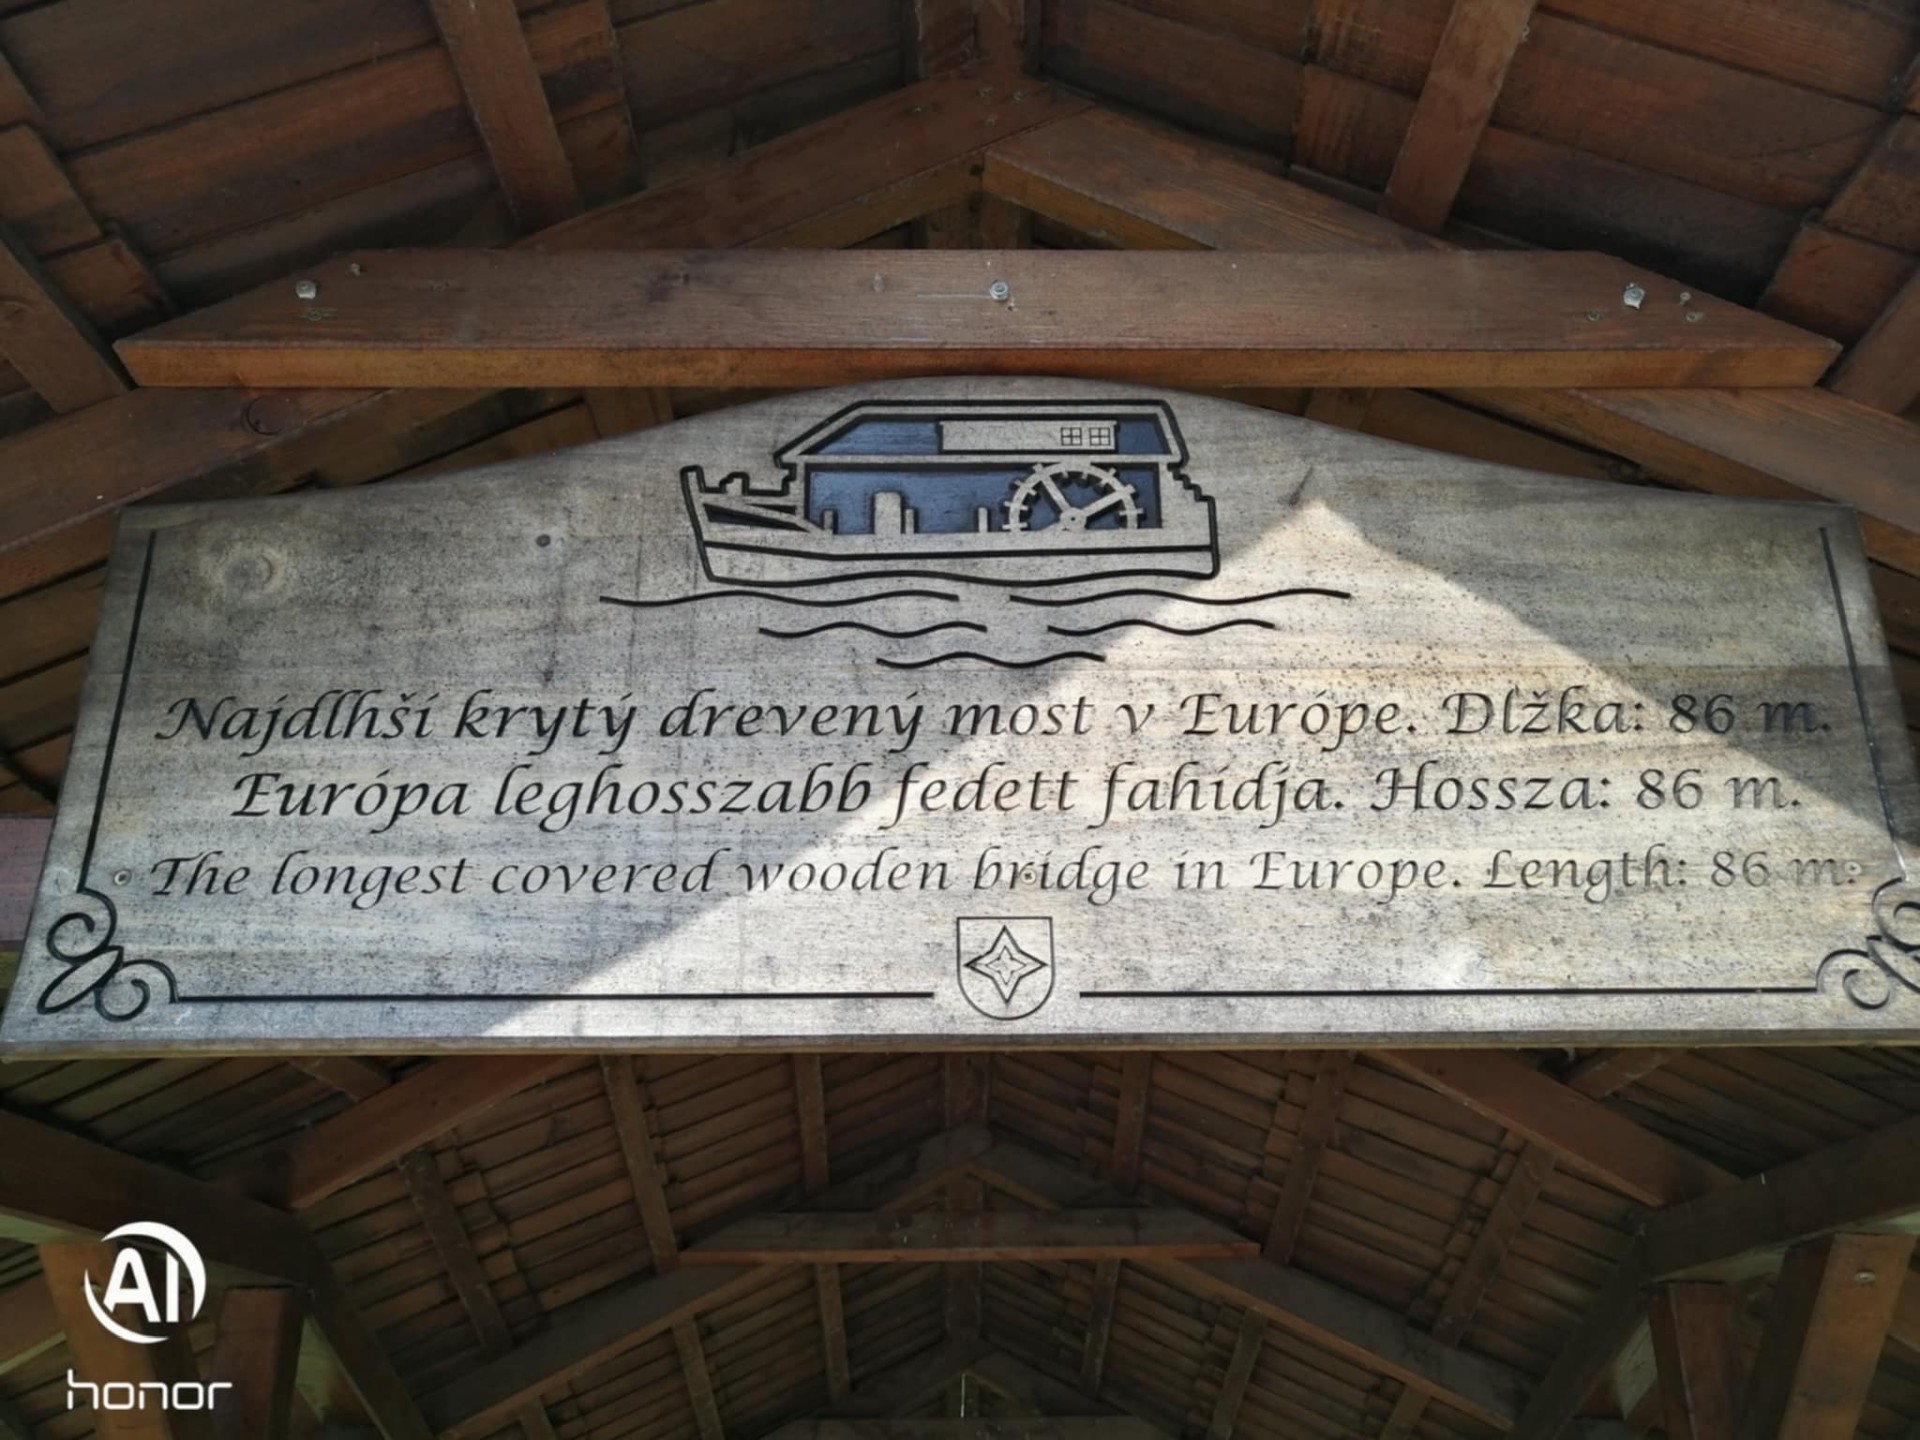 Najdlhší krytý drevený most v Európe. Dĺžka: 86 m.
Európa leghosszabb fedett fahídja. Hossza: 86 m.
The longest covered wooden bridge in Europe. Length: 86 m.
AI
honor